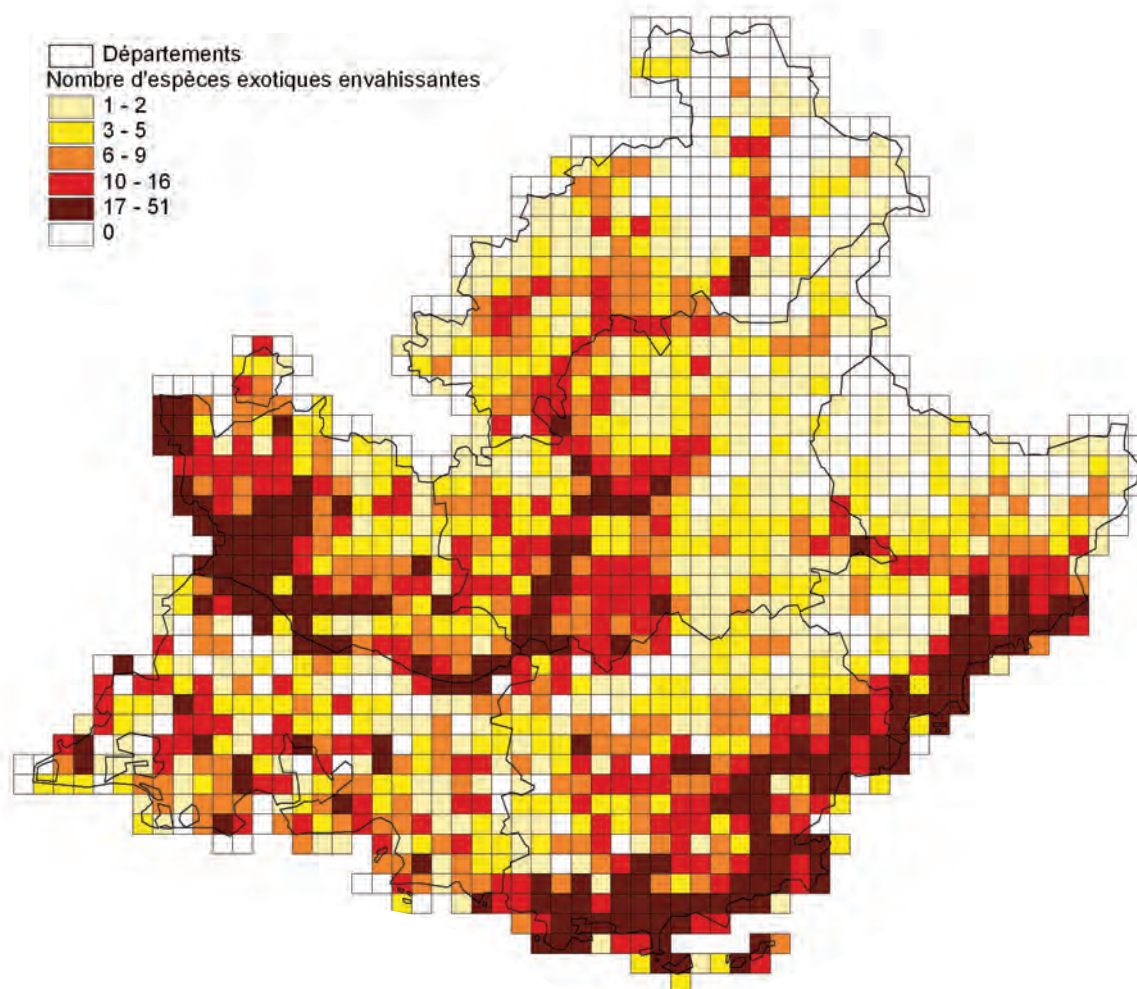 Départements
Nombre d'espèces exotiques envahissantes
1 - 2
3 - 5
6 - 9
10 - 16
17 - 51
0